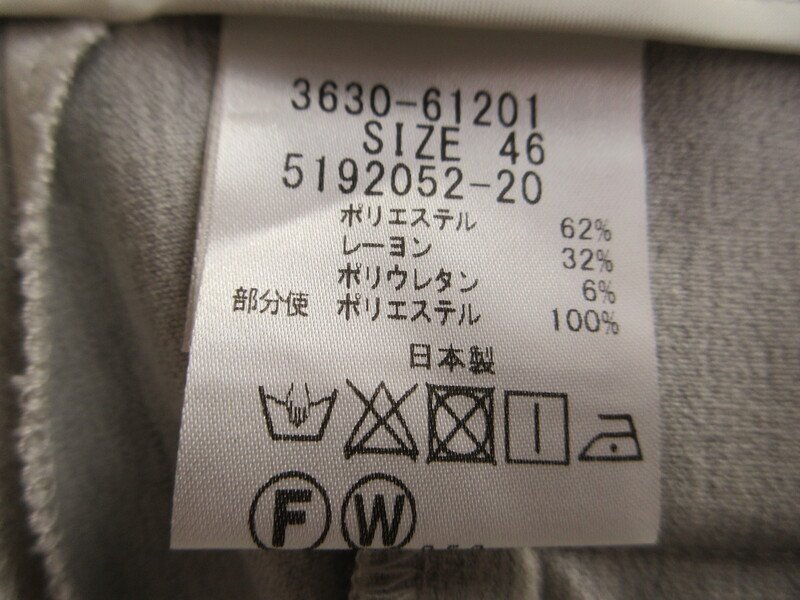 3630-61201
SIZE 46
5192052-20
ポリエステル 62%
レーヨン 32%
ポリウレタン 6%
部分使 ポリエステル 100%
日本製
F W